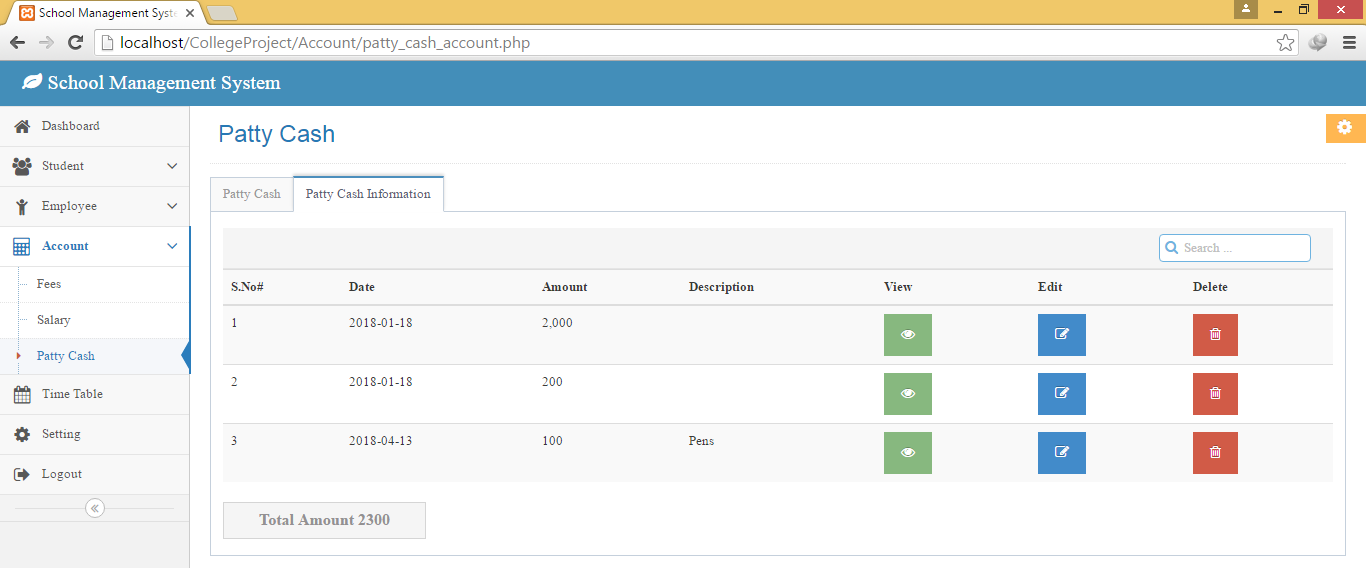 School Management Syste
localhost/CollegeProject/Account/patty_cash_account.php
School Management System
Dashboard
Student
Employee
Account
Fees
Salary
Patty Cash
Time Table
Setting
Logout
Patty Cash
Patty Cash Patty Cash Information
Search ...
S.No# Date Amount Description View Edit Delete
1 2018-01-18 2,000
2 2018-01-18 200
3 2018-04-13 100 Pens
Total Amount 2300